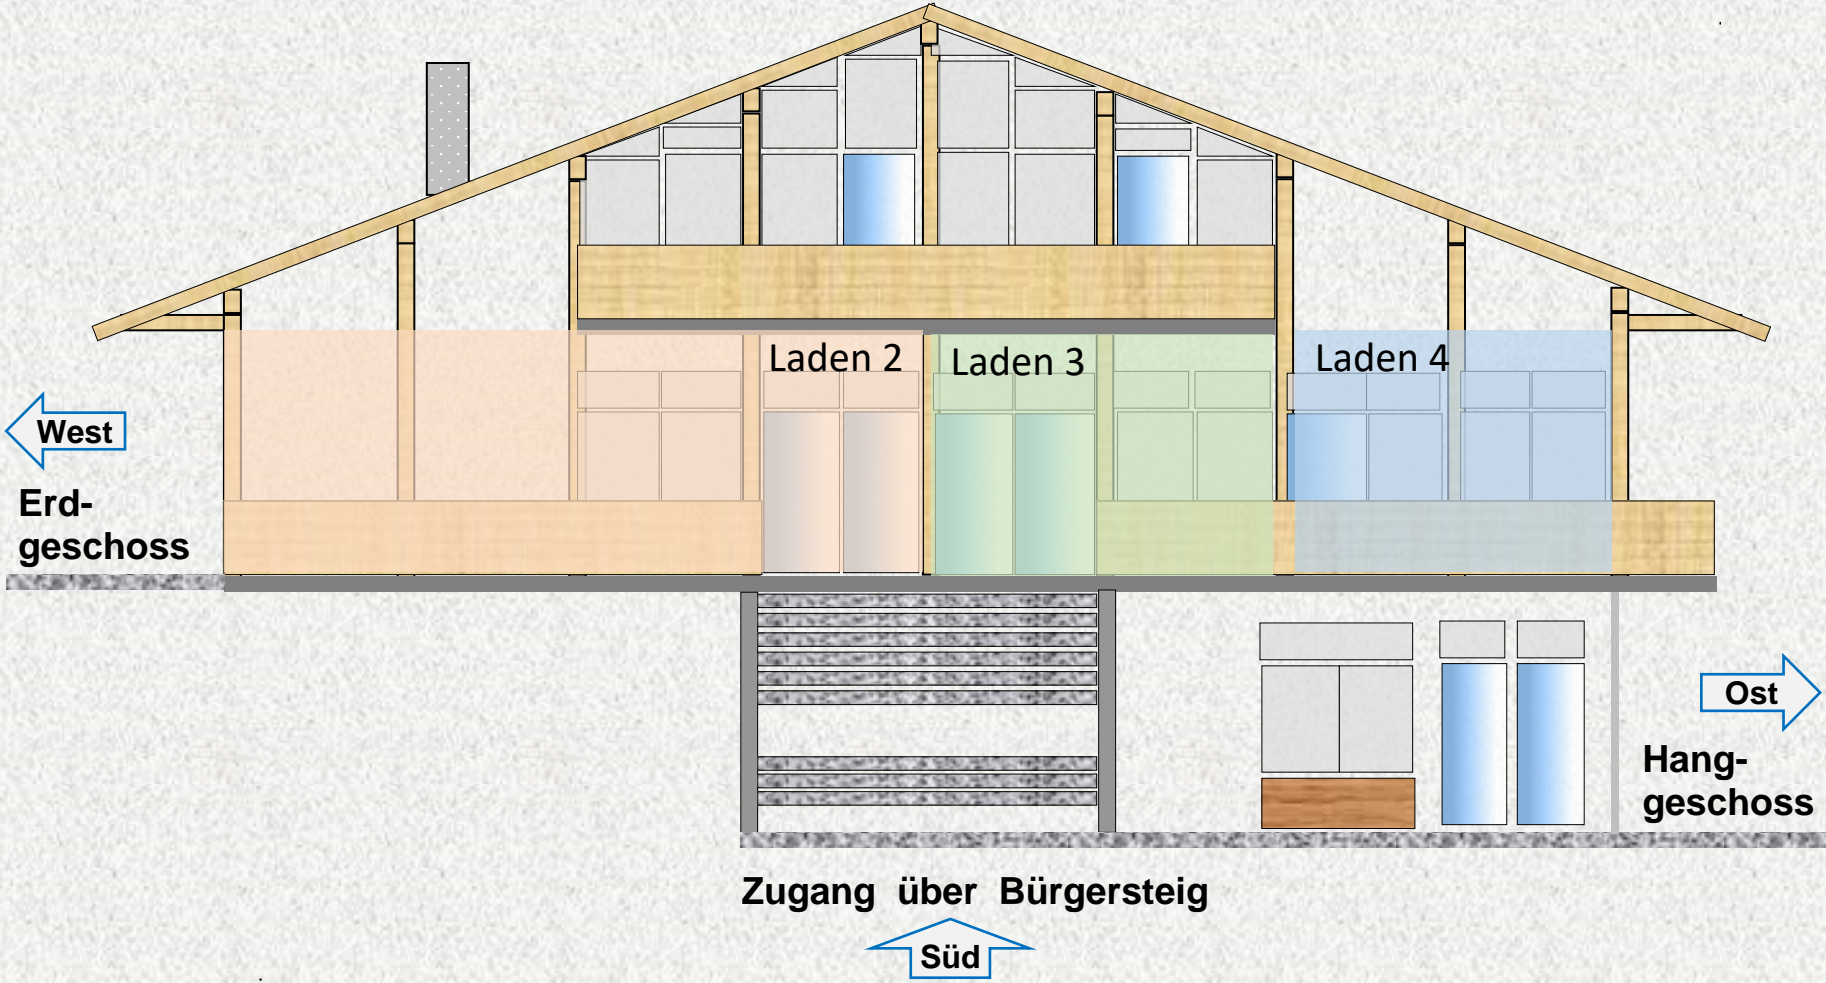 Laden 2
Laden 3
Laden 4
West
Erd-
geschoss
Ost
Hang-
geschoss
Zugang über Bürgersteig
Süd